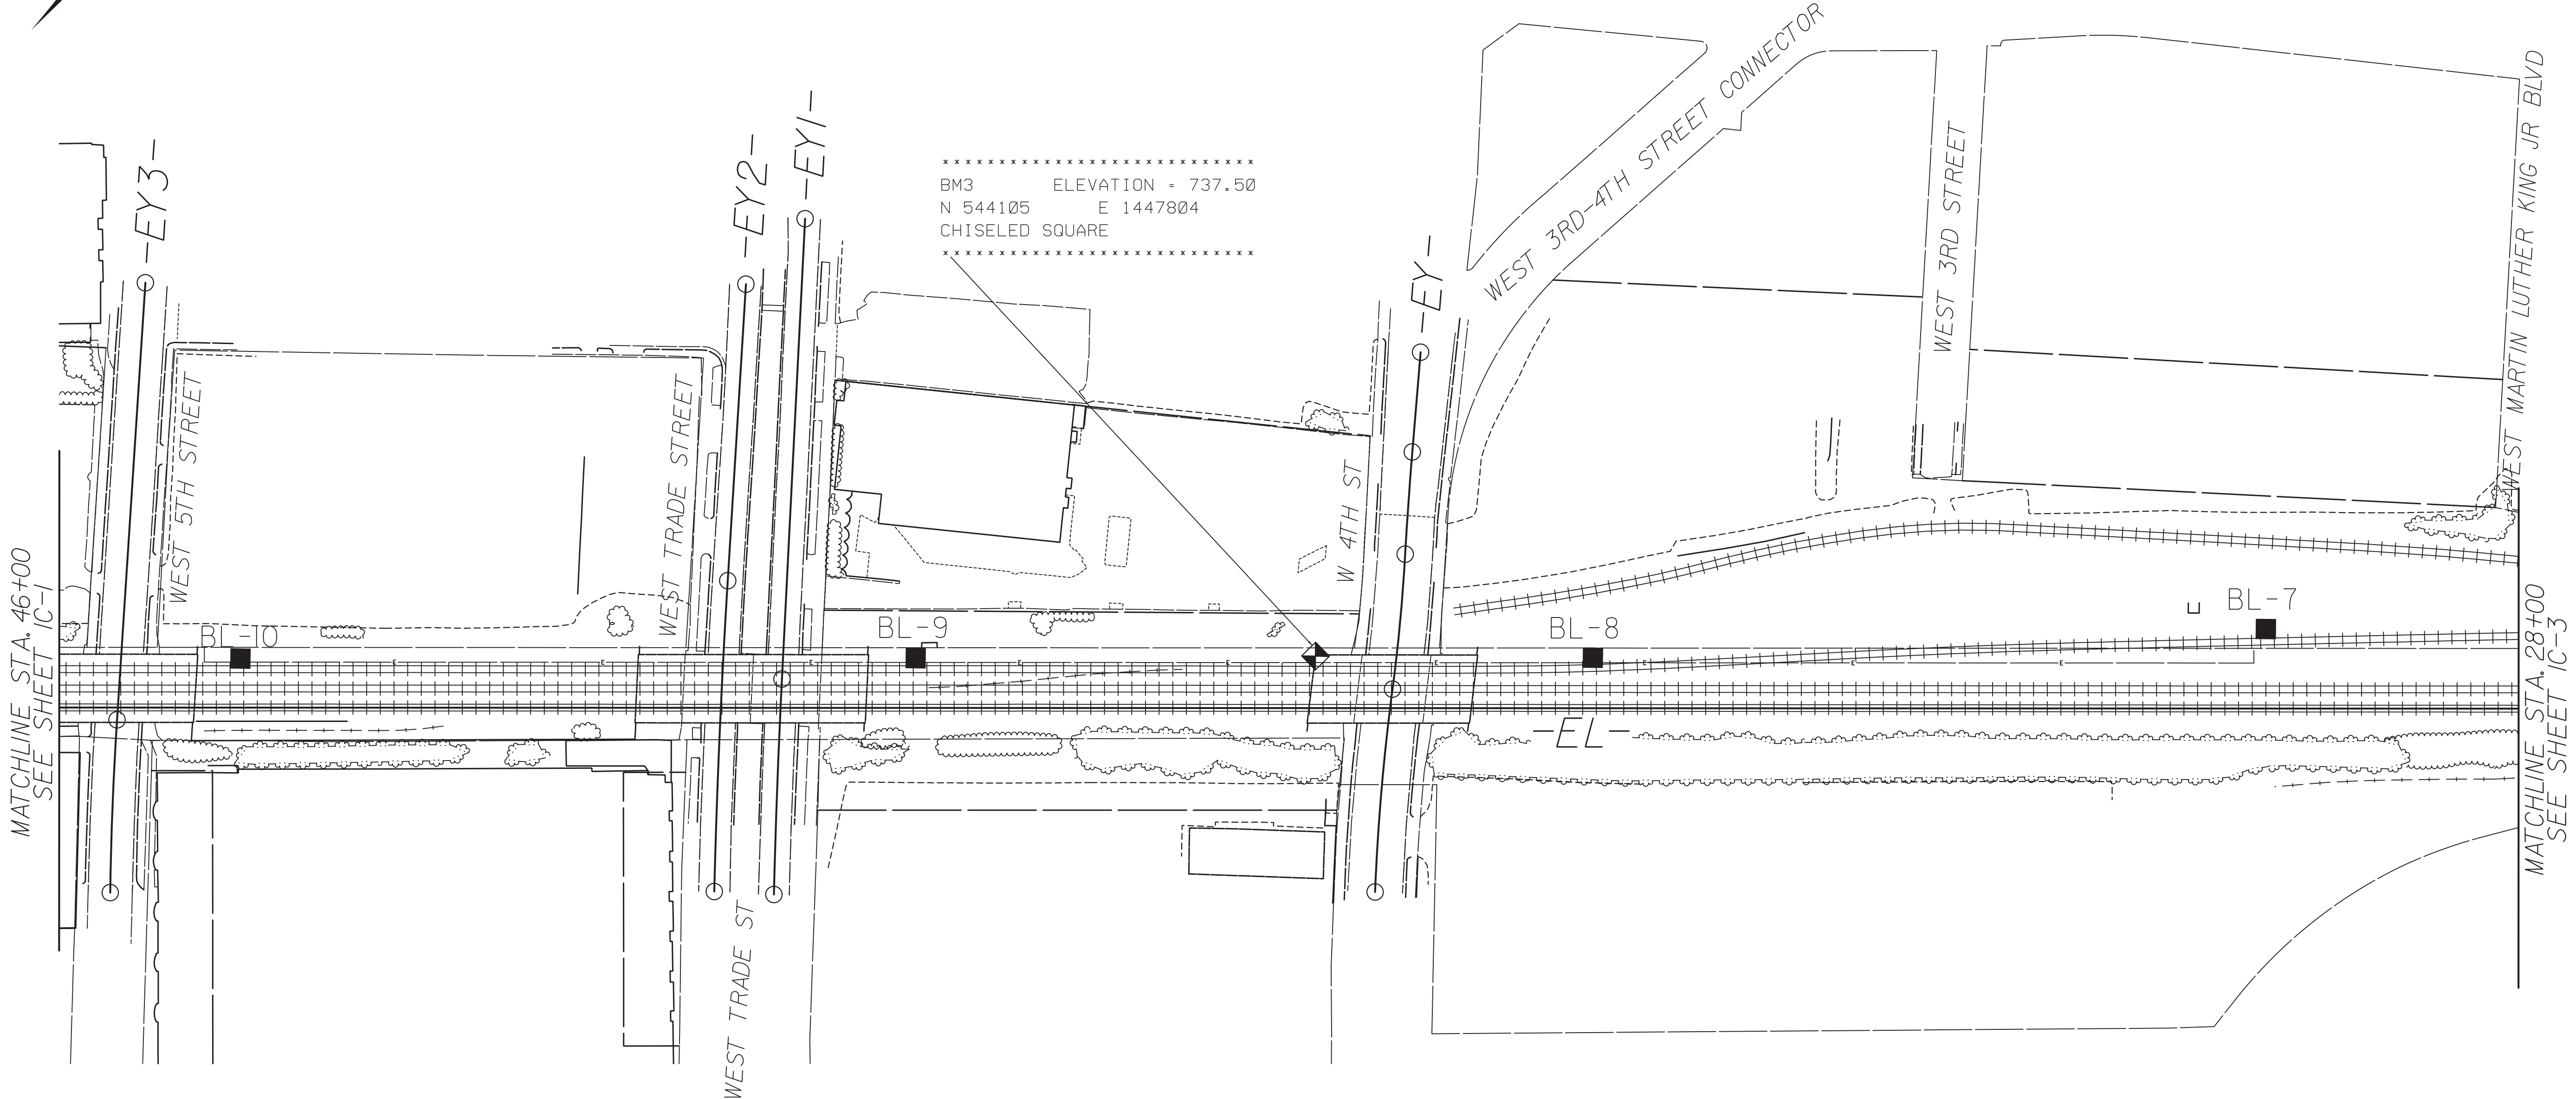 WEST 3RD-4TH STREET CONNECTOR
WEST MARTIN LUTHER KING JR BLVD
-EY3-
-EY2-
-EY1-
* * * * * * * * * * * * * * * * * * * * * * * * * * * *
BM3 ELEVATION = 737.50
N 544105 E 1447804
CHISELED SQUARE
* * * * * * * * * * * * * * * * * * * * * * * * * * * *
-EY-
WEST 3RD STREET
WEST 5TH STREET
WEST TRADE STREET
W 4TH ST
MATCHLINE STA. 46+00
SEE SHEET 1C-1
BL-10
BL-9
BL-8
BL-7
E E E E E E E E E
-EL-
MATCHLINE STA. 28+00
SEE SHEET 1C-3
WEST TRADE ST